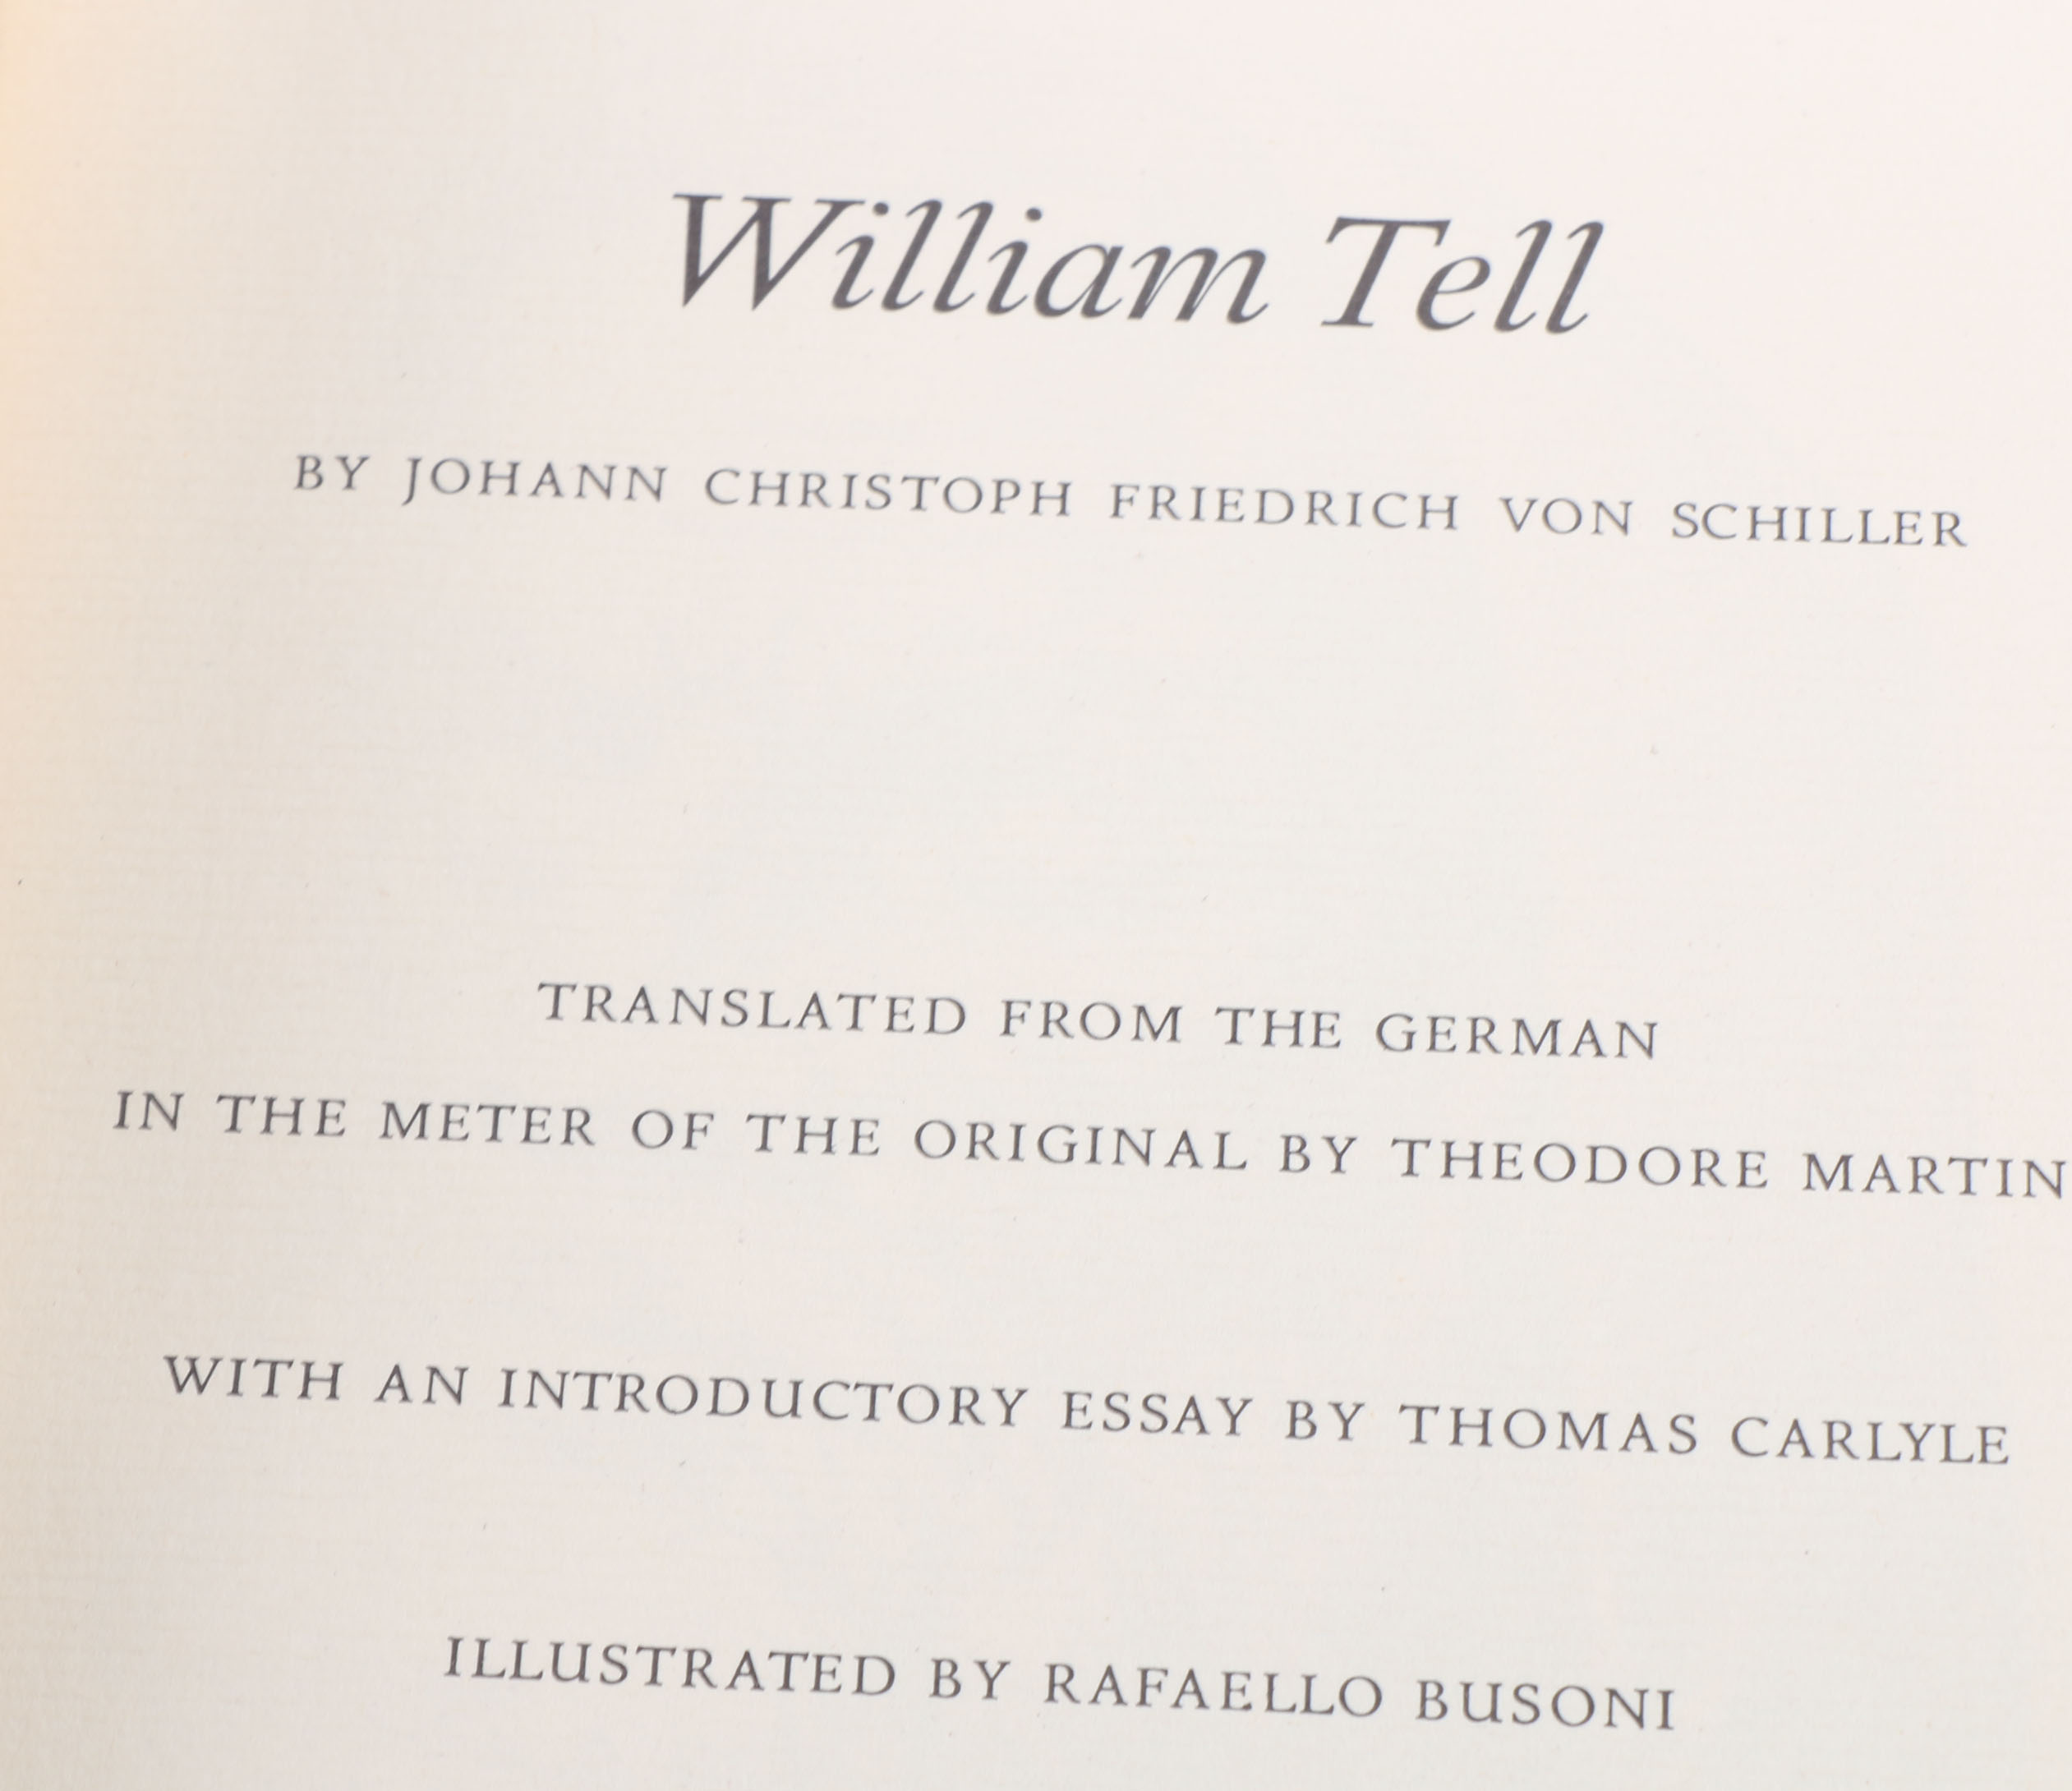 William Tell
BY JOHANN CHRISTOPH FRIEDRICH VON SCHILLER
TRANSLATED FROM THE GERMAN
IN THE METER OF THE ORIGINAL BY THEODORE MARTIN
WITH AN INTRODUCTORY ESSAY BY THOMAS CARLYLE
ILLUSTRATED BY RAFAELLO BUSONI